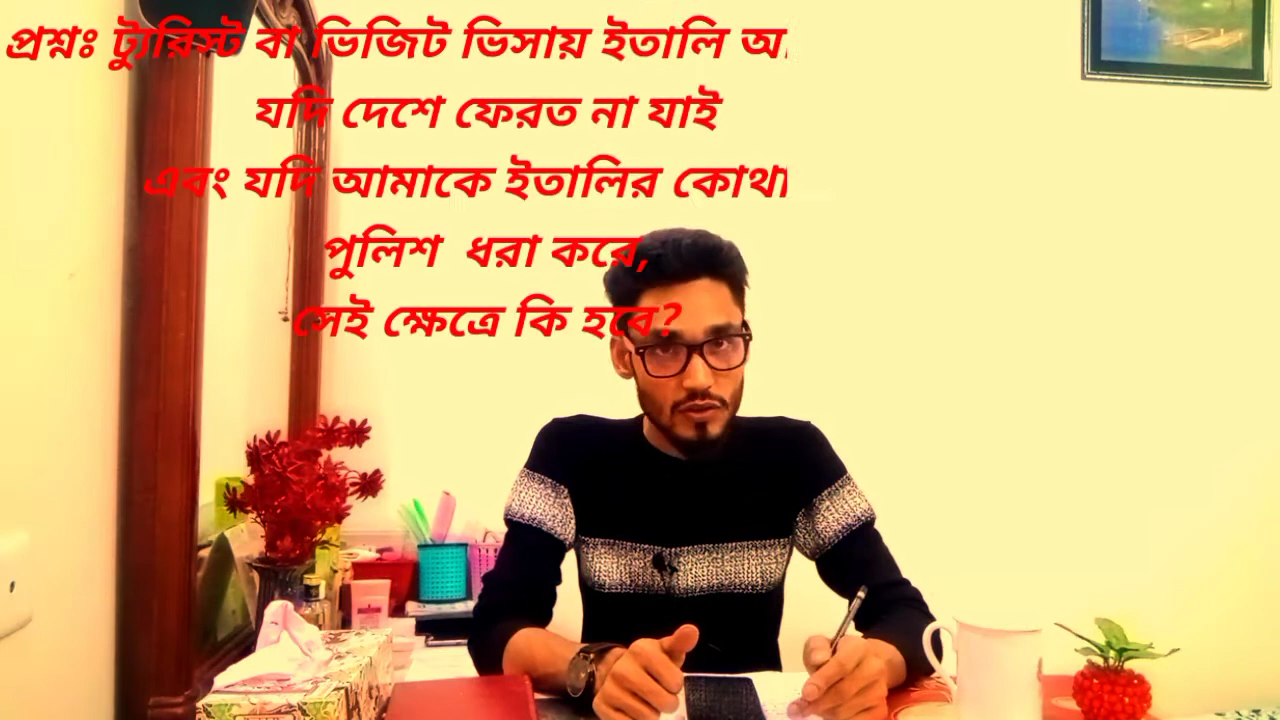 প্রশ্নঃ ট্যুরিস্ট বা ভিজিট ভিসায় ইতালি
যদি দেশে ফেরত না যাই
এবং যদি আমাকে ইতালির
পুলিশ ধরা করে,
সেই ক্ষেত্রে কি হবে?